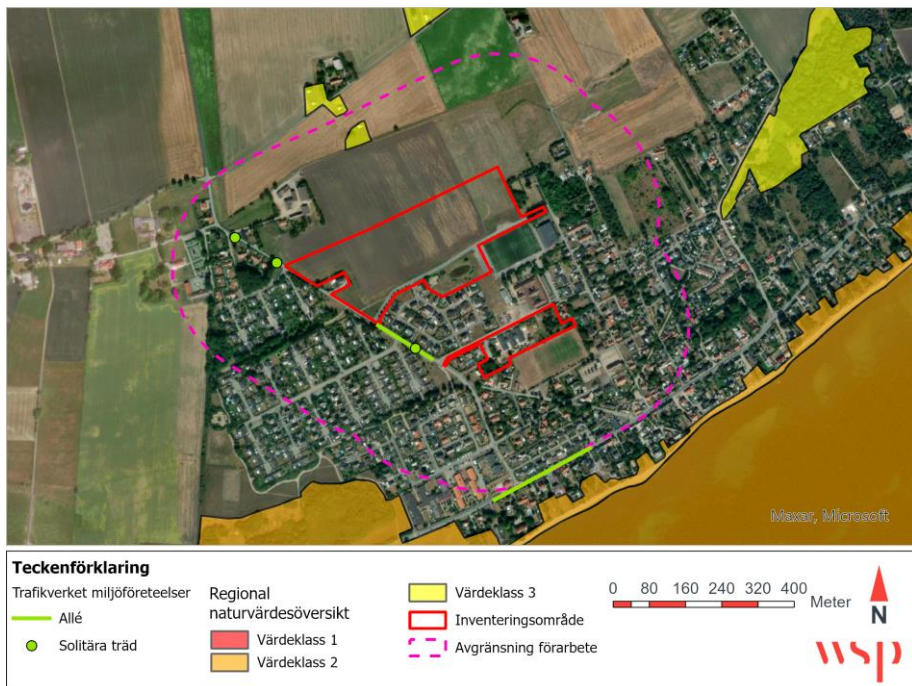 Maxar, Microsoft
Teckenförklaring
Trafikverket miljöföreteelser
Allé
Solitära träd
Regional
naturvärdesöversikt
Värdeklass 1
Värdeklass 2
Värdeklass 3
Inventeringsområde
Avgränsning förarbete
0 80 160 240 320 400
Meter
N
wsp